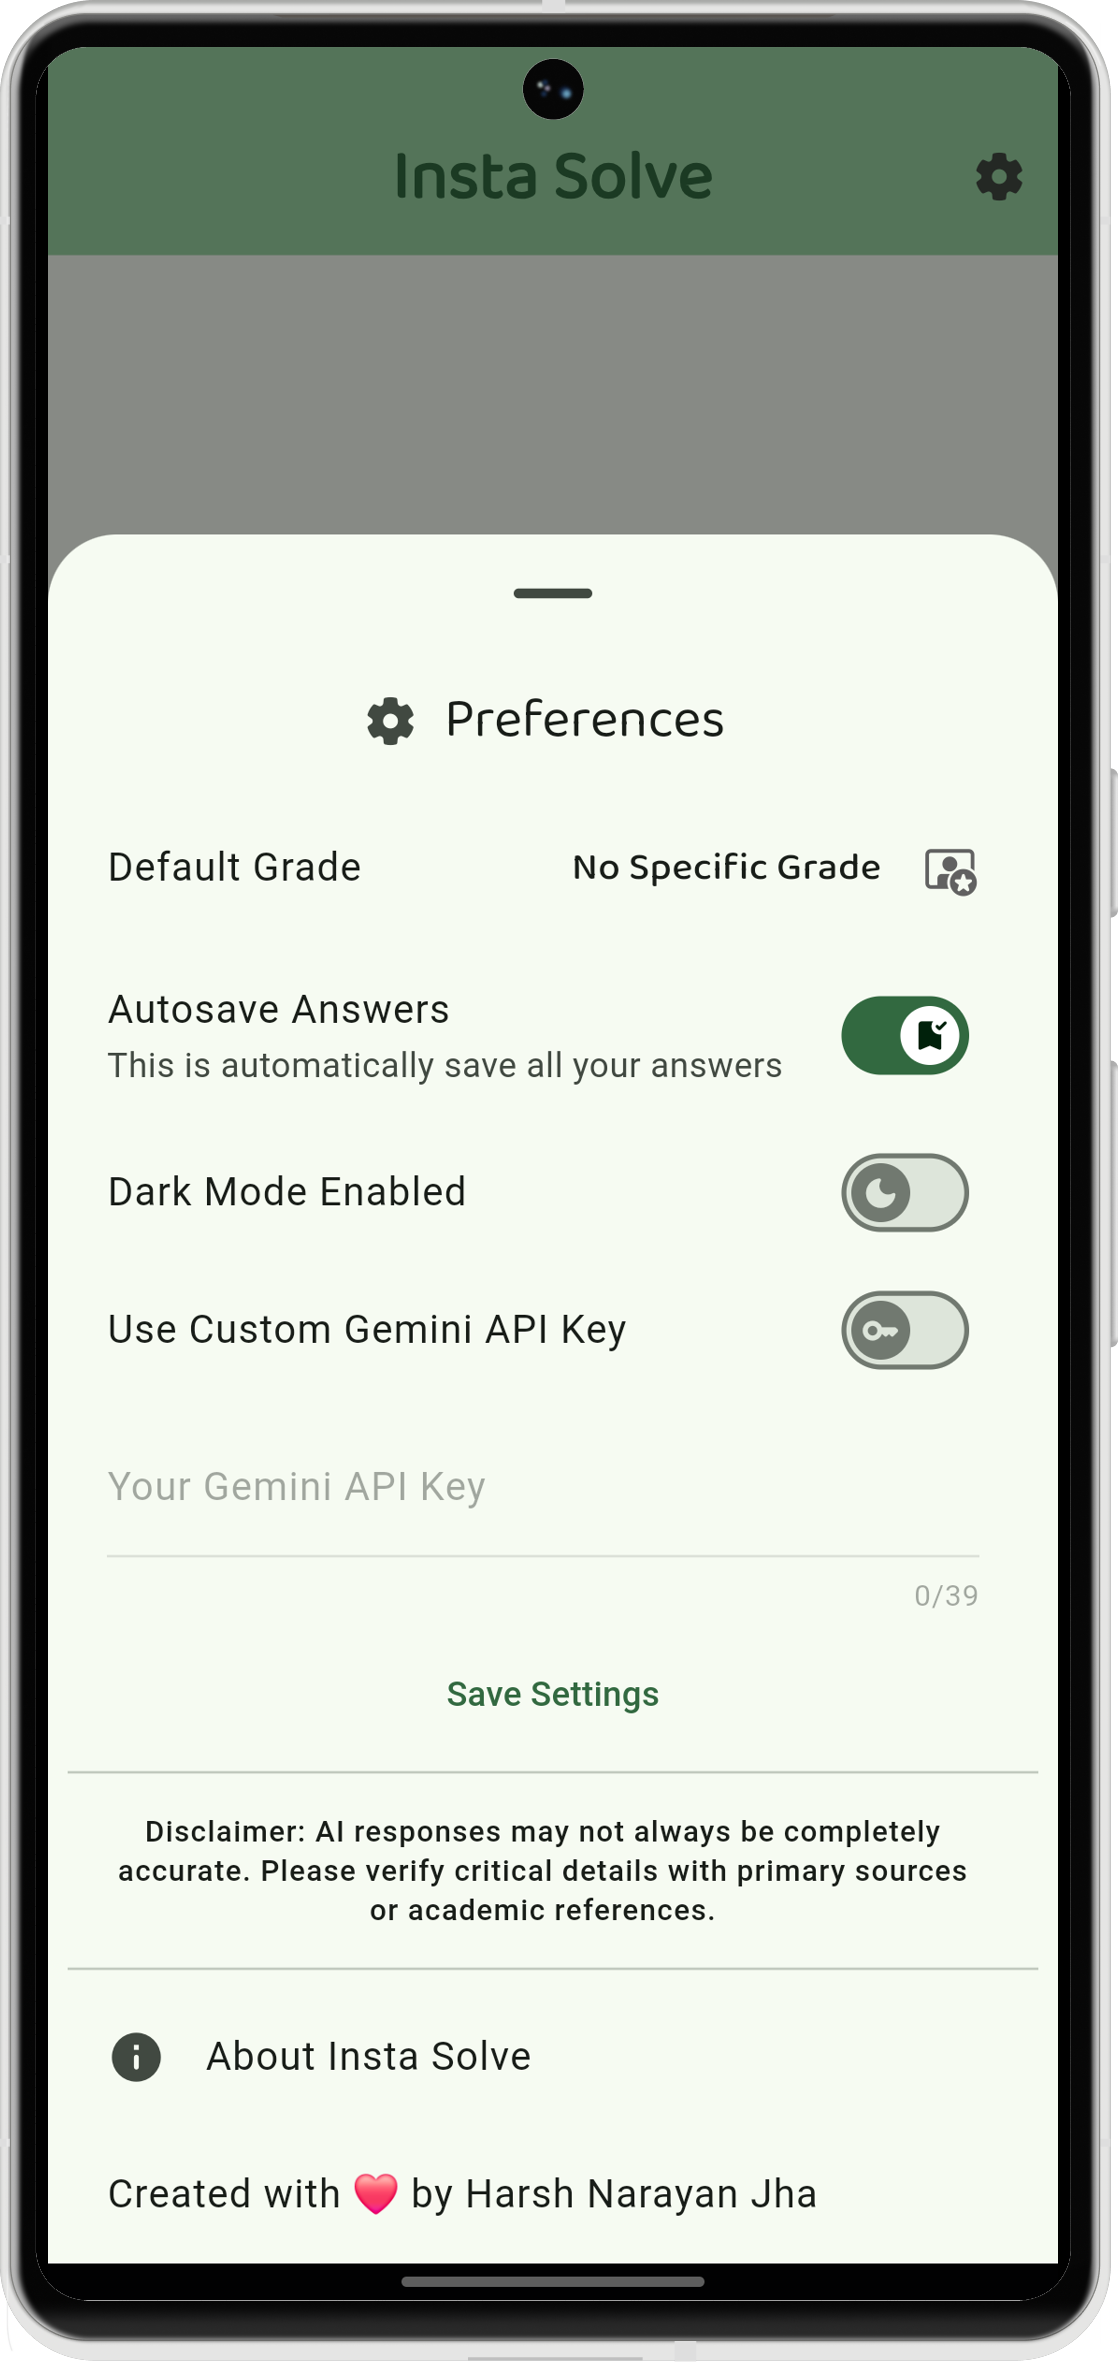 Insta Solve
Preferences
Default Grade
No Specific Grade
Autosave Answers
This is automatically save all your answers
Dark Mode Enabled
Use Custom Gemini API Key
Your Gemini API Key
0/39
Save Settings
Disclaimer: AI responses may not always be completely
accurate. Please verify critical details with primary sources
or academic references.
About Insta Solve
Created with ❤️ by Harsh Narayan Jha